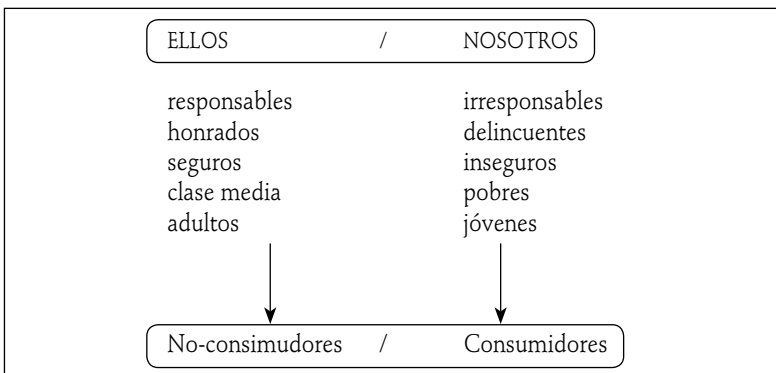 ELLOS / NOSOTROS
responsables irresponsables
honrados delincuentes
seguros inseguros
clase media pobres
adultos jóvenes
No-consimudores / Consumidores